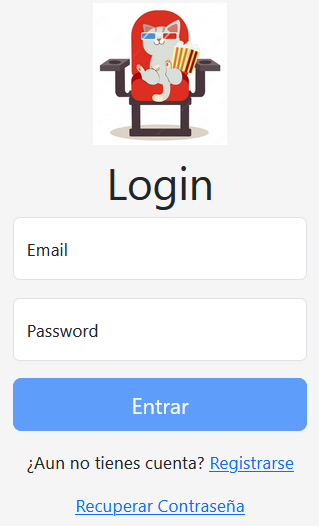 Login
Email
Password
Entrar
¿Aun no tienes cuenta? Registrarse
Recuperar Contraseña